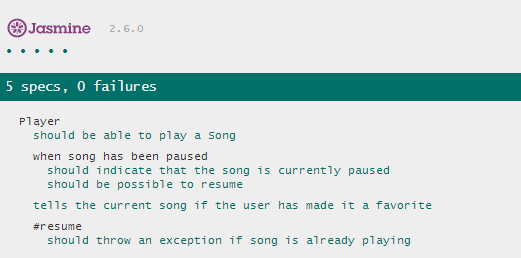 Jasmine 2.6.0
• • • • •
5 specs, 0 failures
Player
should be able to play a Song
when song has been paused
should indicate that the song is currently paused
should be possible to resume
tells the current song if the user has made it a favorite
#resume
should throw an exception if song is already playing